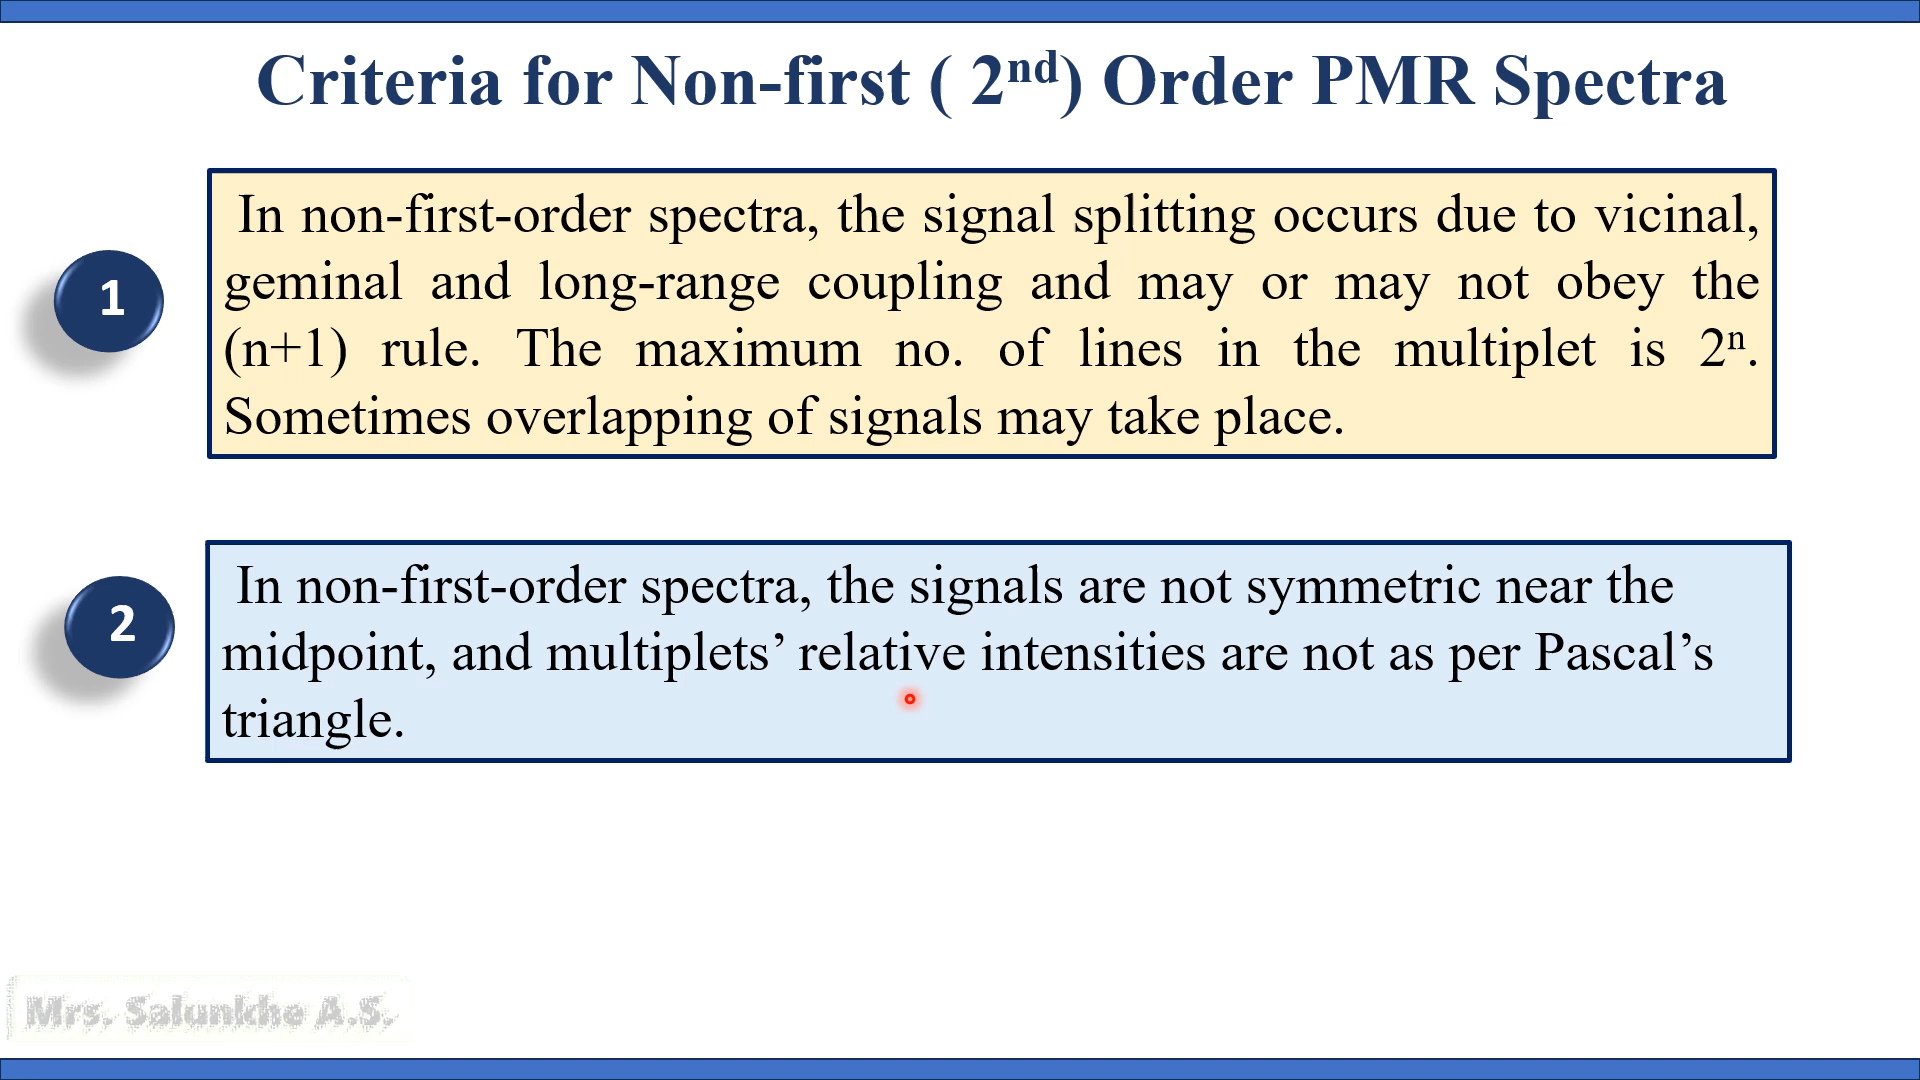 Criteria for Non-first ( 2nd) Order PMR Spectra
1
In non-first-order spectra, the signal splitting occurs due to vicinal,
geminal and long-range coupling and may or may not obey the
(n+1) rule. The maximum no. of lines in the multiplet is 2ⁿ.
Sometimes overlapping of signals may take place.
2
In non-first-order spectra, the signals are not symmetric near the
midpoint, and multiplets’ relative intensities are not as per Pascal’s
triangle.
Mrs. Salunkhe A.S.